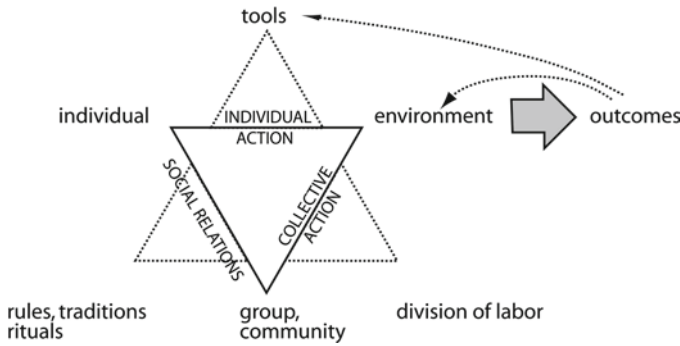 tools
individual
INDIVIDUAL
ACTION
environment
outcomes
SOCIAL RELATIONS
COLLECTIVE
ACTION
rules, traditions
rituals
group,
community
division of labor